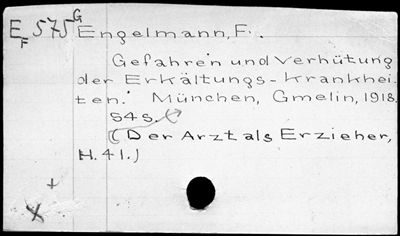 E 575 G Engelmann, F.
F
Gefahren und Verhütung
der Erkältungs-Krankhei-
ten. München, Gmelin, 1918.
54 S.
(Der Arzt als Erzieher,
H. 41.)